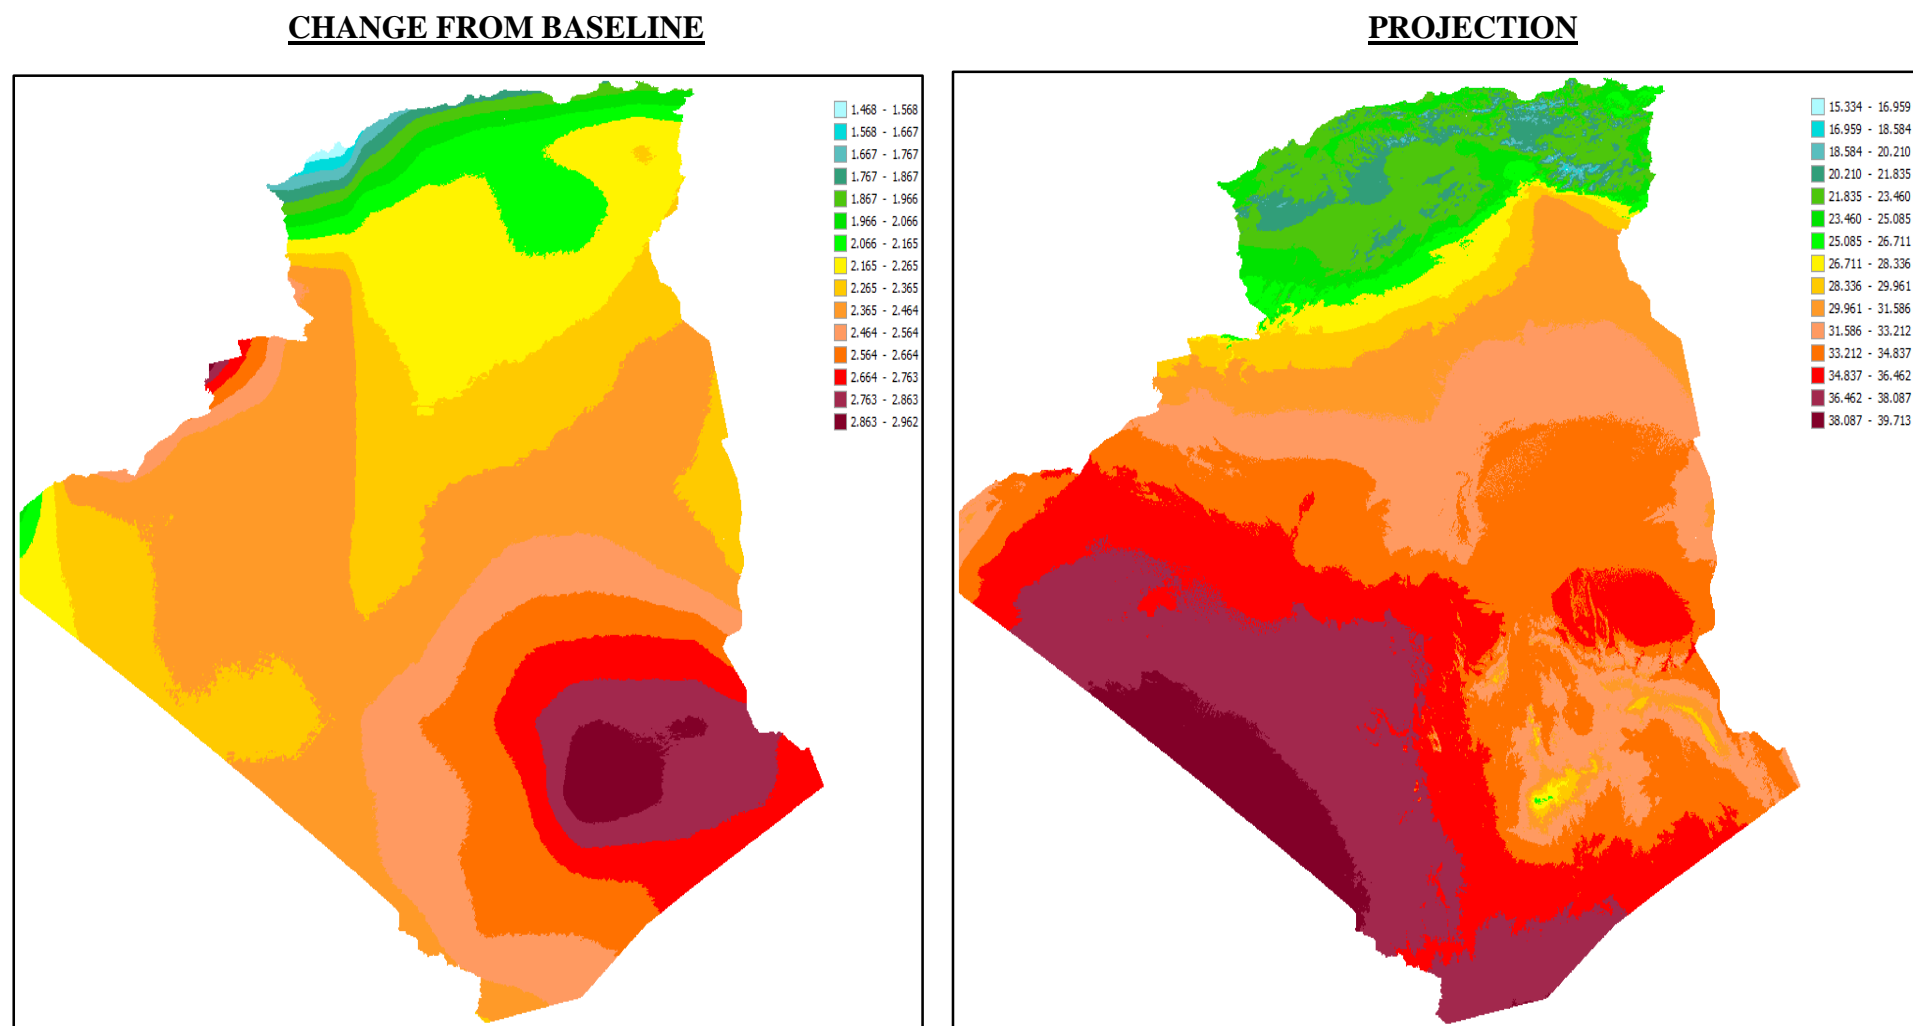 CHANGE FROM BASELINE
PROJECTION
1.468 - 1.568
1.568 - 1.667
1.667 - 1.767
1.767 - 1.867
1.867 - 1.966
1.966 - 2.066
2.066 - 2.165
2.165 - 2.265
2.265 - 2.365
2.365 - 2.464
2.464 - 2.564
2.564 - 2.664
2.664 - 2.763
2.763 - 2.863
2.863 - 2.962
15.334 - 16.959
16.959 - 18.584
18.584 - 20.210
20.210 - 21.835
21.835 - 23.460
23.460 - 25.085
25.085 - 26.711
26.711 - 28.336
28.336 - 29.961
29.961 - 31.586
31.586 - 33.212
33.212 - 34.837
34.837 - 36.462
36.462 - 38.087
38.087 - 39.713